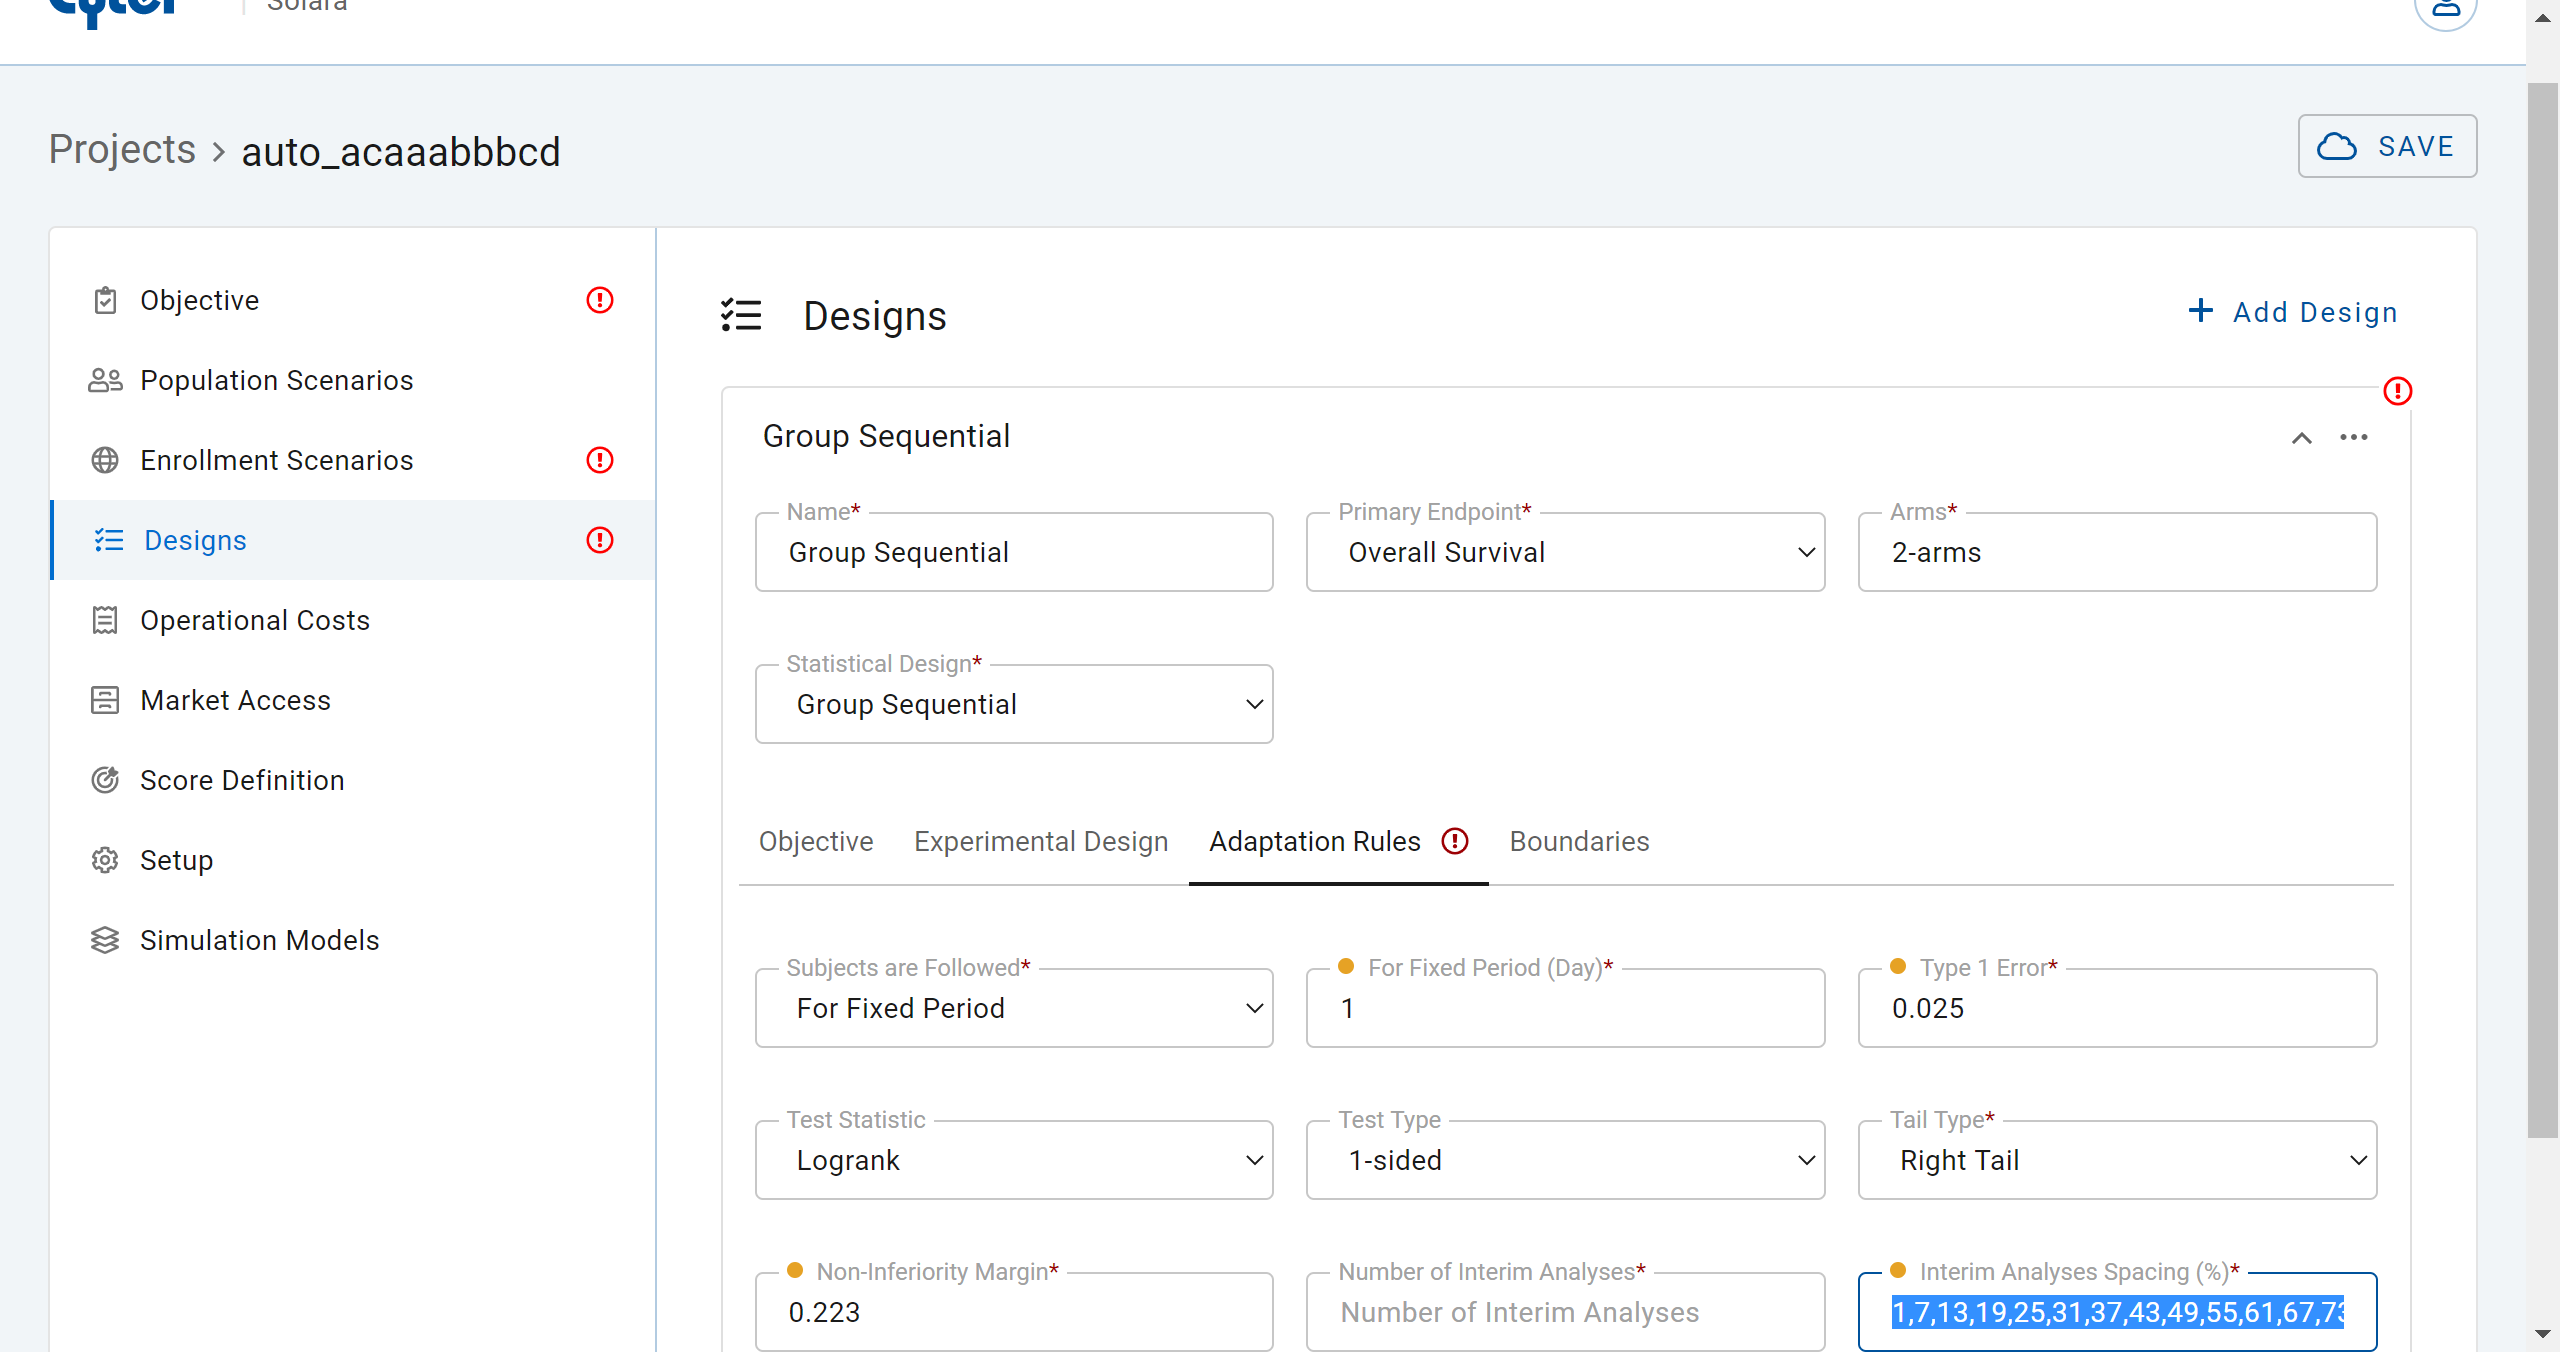 Solara
Projects > auto_acaaabbbcd
SAVE
Objective
Population Scenarios
Enrollment Scenarios
Designs
Operational Costs
Market Access
Score Definition
Setup
Simulation Models
Designs
+ Add Design
Group Sequential
Name*
Group Sequential
Primary Endpoint*
Overall Survival
Arms*
2-arms
Statistical Design*
Group Sequential
Objective
Experimental Design
Adaptation Rules
Boundaries
Subjects are Followed*
For Fixed Period
For Fixed Period (Day)*
1
Type 1 Error*
0.025
Test Statistic
Logrank
Test Type
1-sided
Tail Type*
Right Tail
Non-Inferiority Margin*
0.223
Number of Interim Analyses*
Number of Interim Analyses
Interim Analyses Spacing (%)*
1,7,13,19,25,31,37,43,49,55,61,67,73